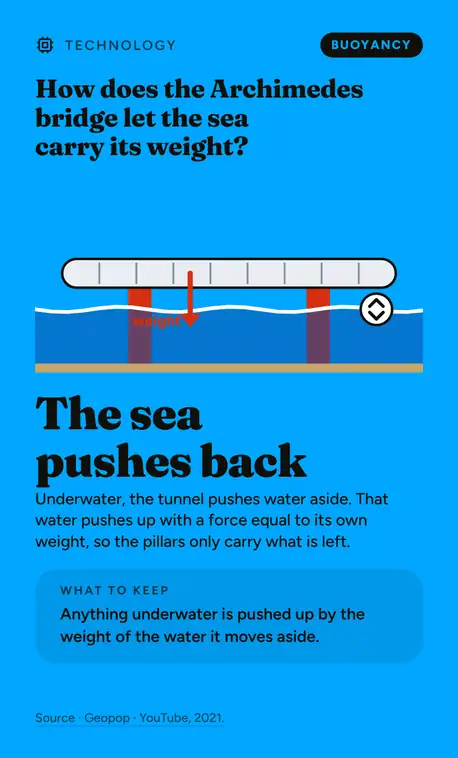 TECHNOLOGY
BUOYANCY
How does the Archimedes
bridge let the sea
carry its weight?
weight
The sea
pushes back
Underwater, the tunnel pushes water aside. That
water pushes up with a force equal to its own
weight, so the pillars only carry what is left.
WHAT TO KEEP
Anything underwater is pushed up by the
weight of the water it moves aside.
Source · Geopop · YouTube, 2021.